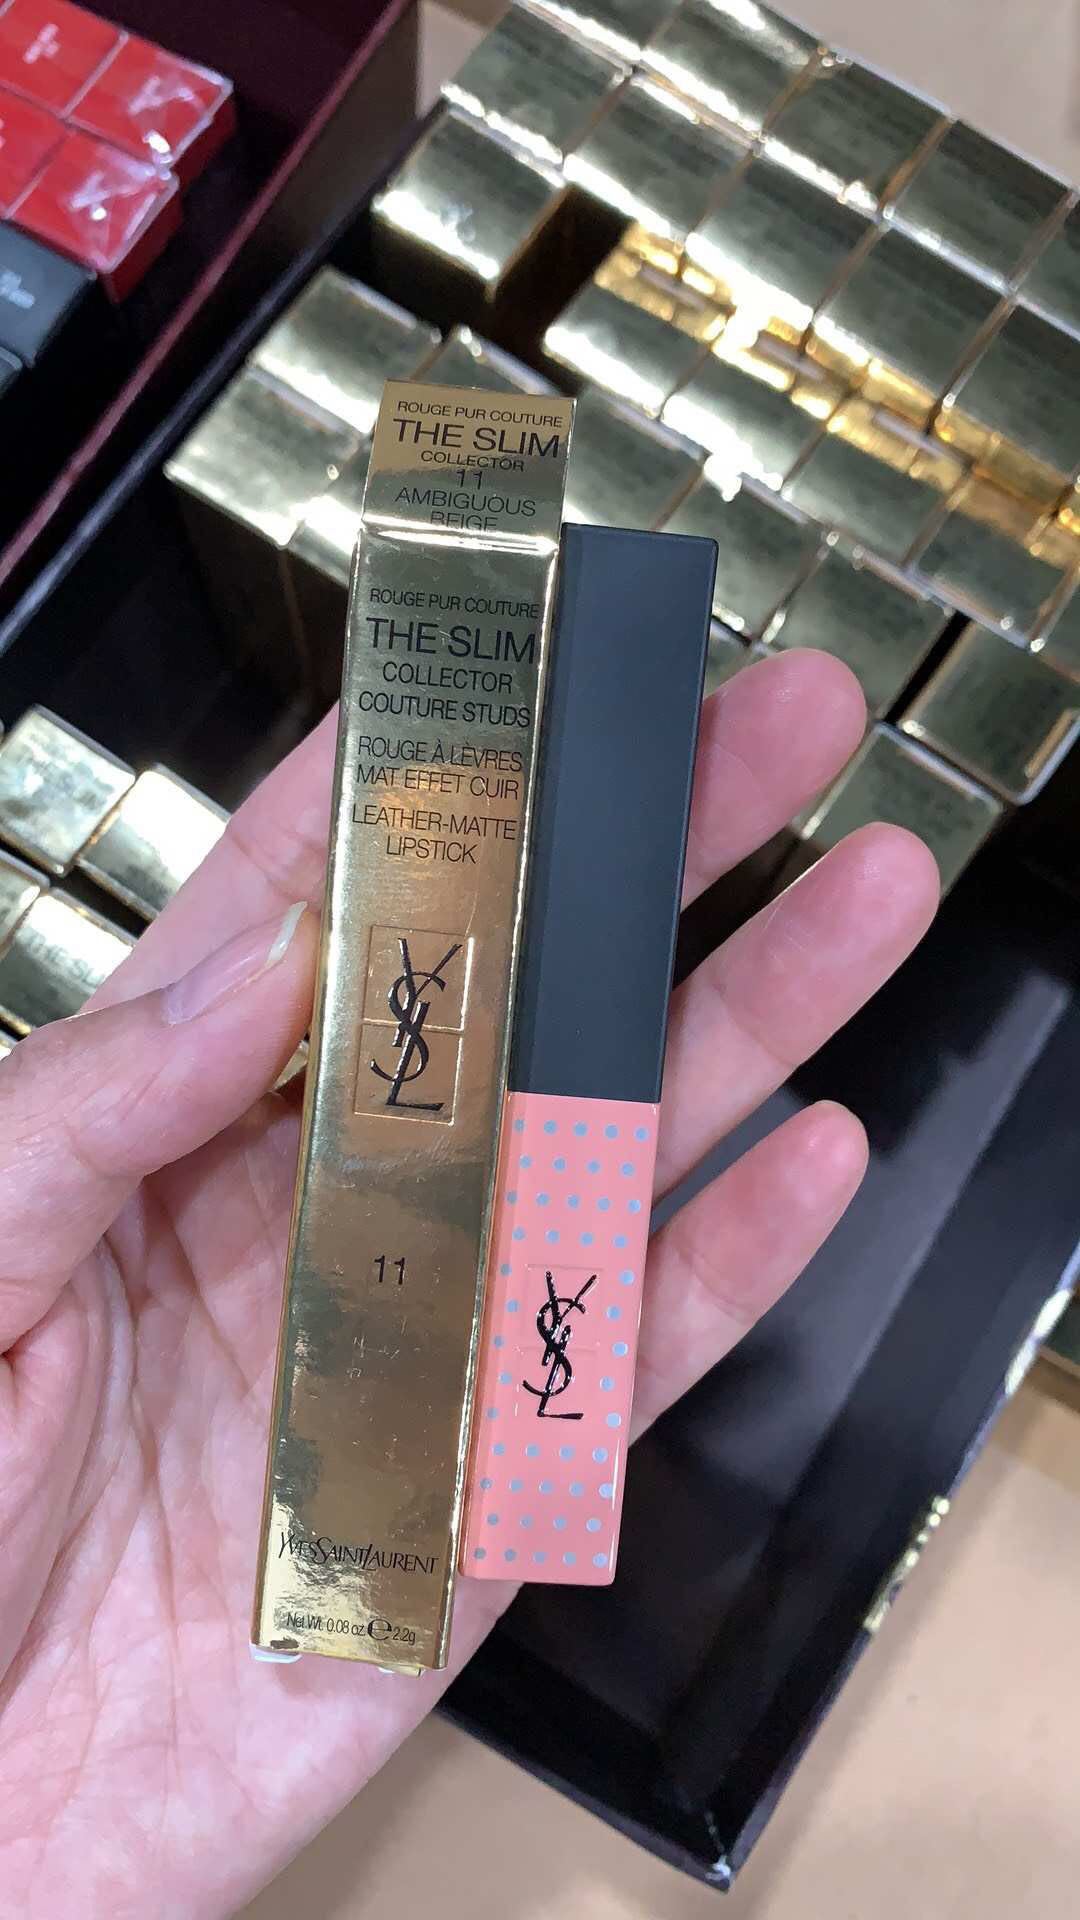 ROUGE PUR COUTURE
THE SLIM
COLLECTOR
11
AMBIGUOUS
BEIGE
ROUGE PUR COUTURE
THE SLIM
COLLECTOR
COUTURE STUDS
ROUGE À LÈVRES
MAT EFFET CUIR
LEATHER-MATTE
LIPSTICK
YSL
11
YVESSAINTLAURENT
Net Wt. 0.08 oz ℮ 2.2g
YSL